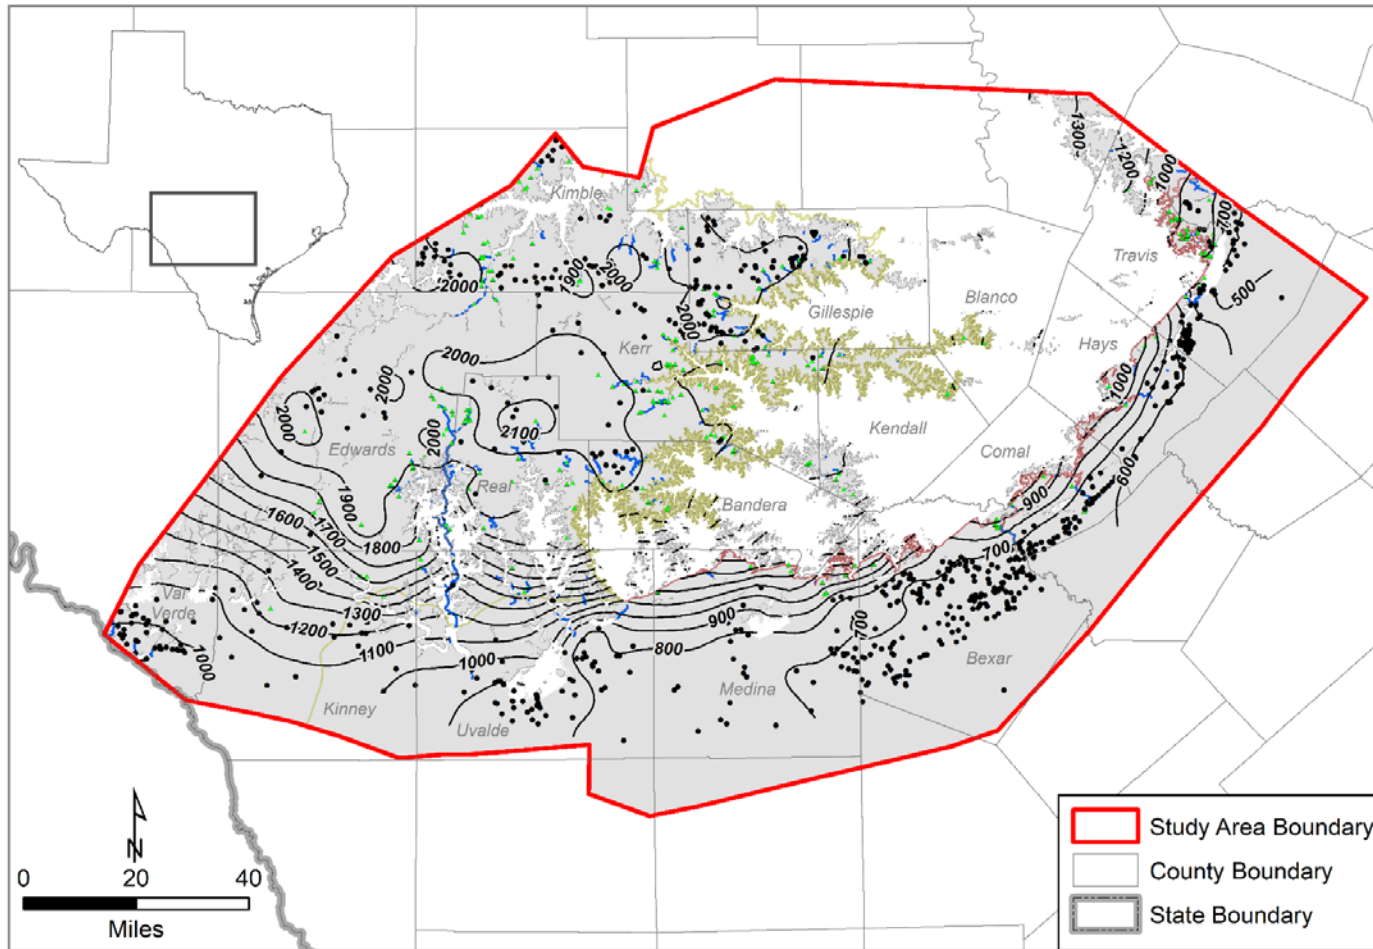 Kimble
1300
1200
1000
700
2000
1900
2000
2000
Travis
500
Gillespie
Blanco
Kerr
Hays
2000
2000
2000
2100
2000
1000
Edwards
Real
Kendall
Comal
600
1900
900
Bandera
1600
1700
1800
1500
700
1400
Val
Verde
1300
1200
900
700
1100
800
1000
1000
Bexar
Medina
Kinney
Uvalde
N
0 20 40
Miles
Study Area Boundary
County Boundary
State Boundary